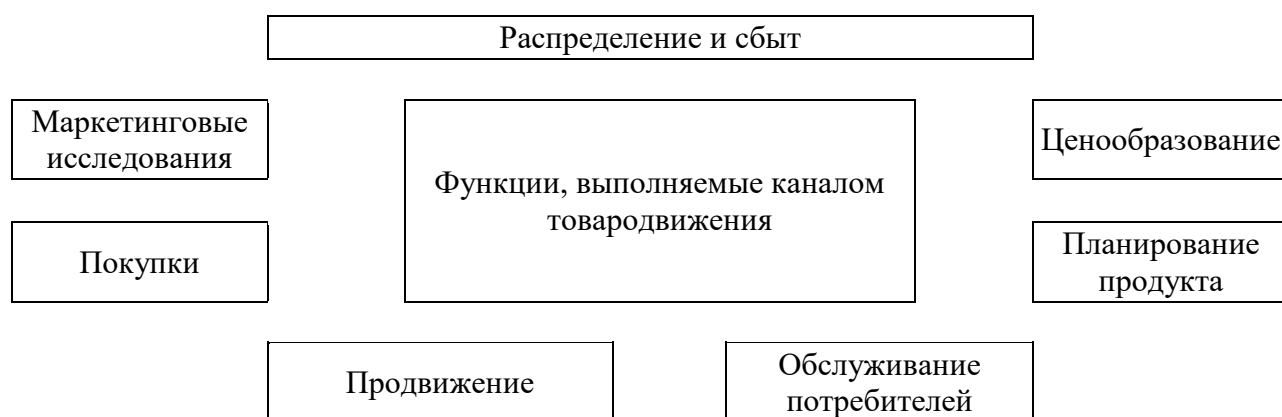 Распределение и сбыт
Маркетинговые
исследования
Ценообразование
Функции, выполняемые каналом
товародвижения
Покупки
Планирование
продукта
Продвижение
Обслуживание
потребителей